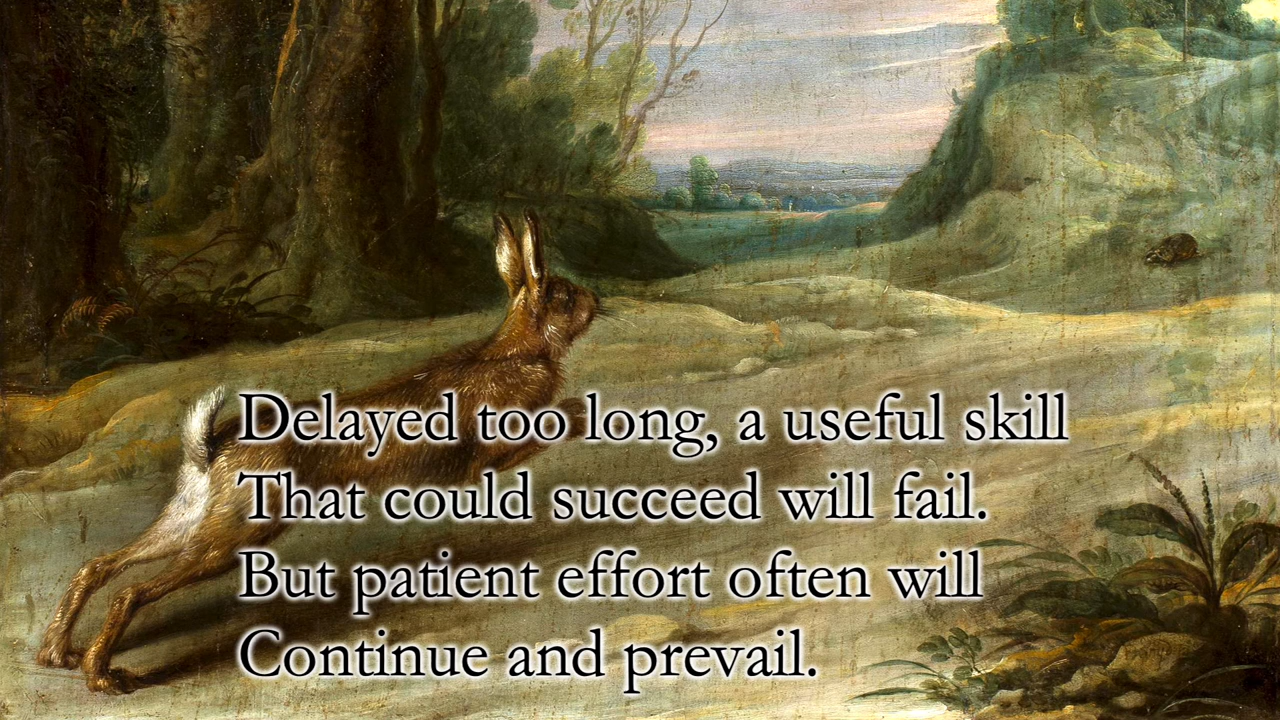 Delayed too long, a useful skill
That could succeed will fail.
But patient effort often will
Continue and prevail.